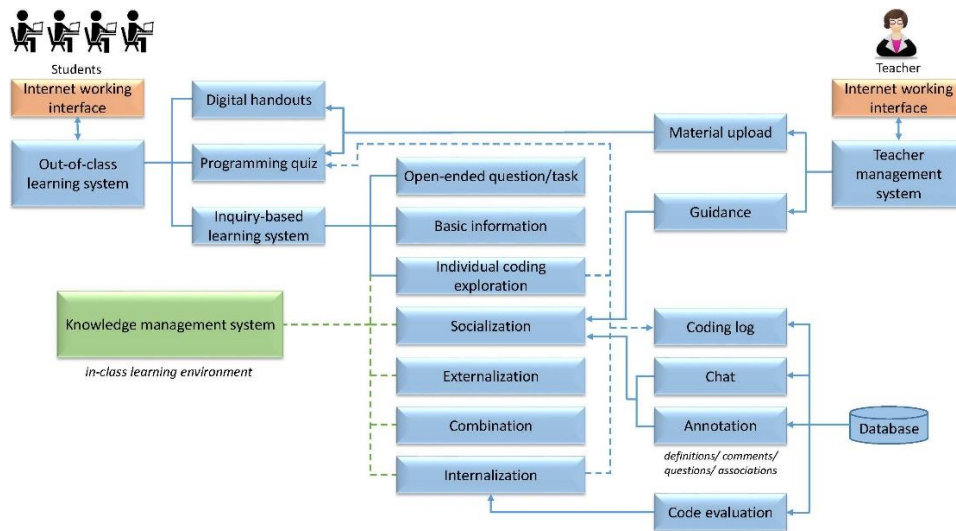 Students
Internet working
interface
Out-of-class
learning system
Digital handouts
Programming quiz
Inquiry-based
learning system
Knowledge management system
in-class learning environment
Open-ended question/task
Basic information
Individual coding
exploration
Socialization
Externalization
Combination
Internalization
Material upload
Guidance
Coding log
Chat
Annotation
definitions/ comments/
questions/ associations
Code evaluation
Teacher
Internet working
interface
Teacher
management
system
Database